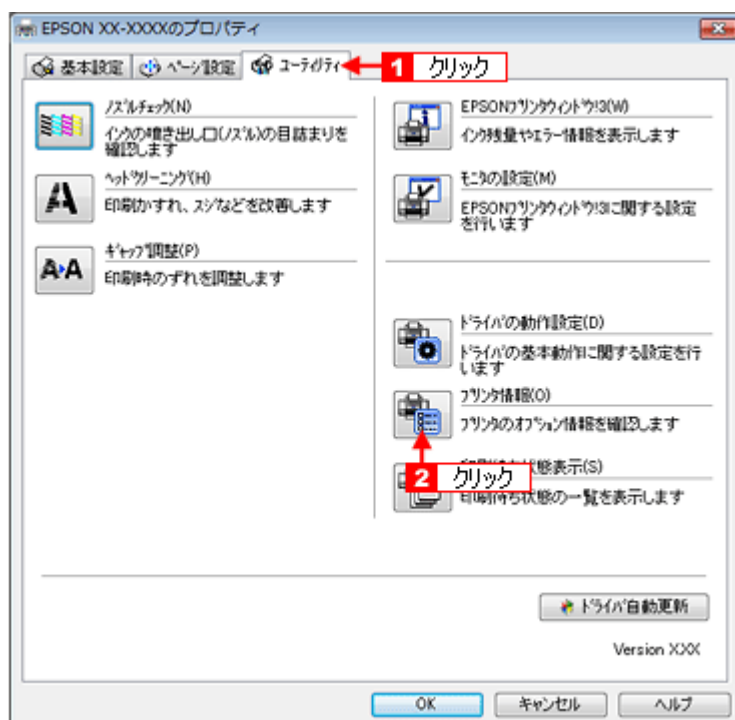 EPSON XX-XXXXのプロパティ
基本設定
ページ設定
ユーティリティ
1 クリック
ノズルチェック(N)
インクの噴き出し口(ノズル)の目詰まりを
確認します
ヘッドクリーニング(H)
印刷かすれ、スジなどを改善します
ギャップ調整(P)
印刷時のずれを調整します
EPSONプリンタウィンドウ!3(W)
インク残量やエラー情報を表示します
モニタの設定(M)
EPSONプリンタウィンドウ!3に関する設定
を行います
ドライバの動作設定(D)
ドライバの基本動作に関する設定を行
います
プリンタ情報(O)
プリンタのオプション情報を確認します
2 クリック
状態表示(S)
印刷待ち状態の一覧を表示します
ドライバ自動更新
Version X.XX
OK
キャンセル
ヘルプ